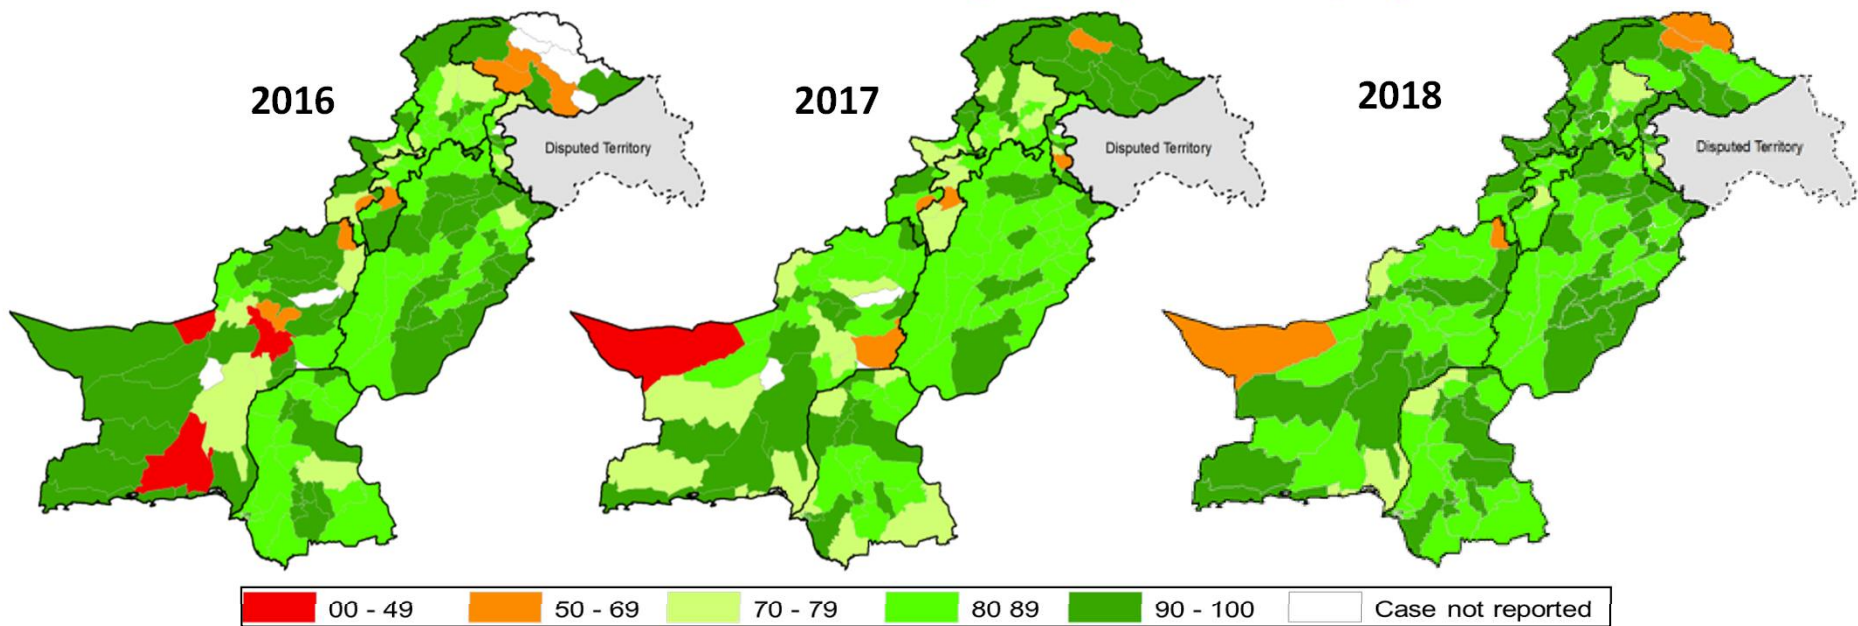 2016
2017
2018
Disputed Territory
Disputed Territory
Disputed Territory
00 - 49
50 - 69
70 - 79
80 89
90 - 100
Case not reported